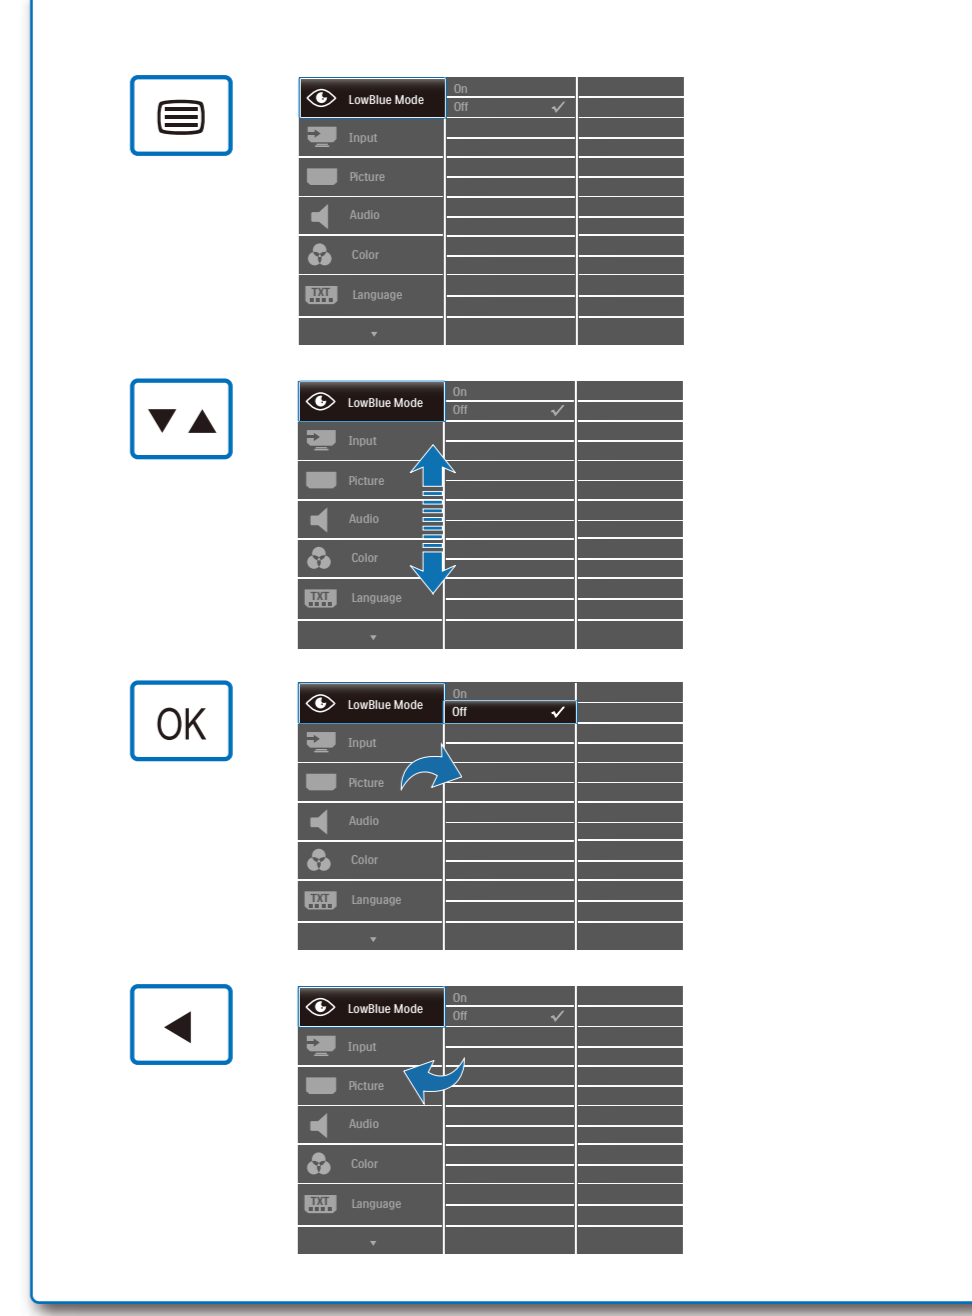 On
LowBlue Mode
Off
Input
Picture
Audio
Color
TXT
Language
On
LowBlue Mode
Off
Input
Picture
Audio
Color
TXT
Language
OK
On
LowBlue Mode
Off
Input
Picture
Audio
Color
TXT
Language
On
LowBlue Mode
Off
Input
Picture
Audio
Color
TXT
Language